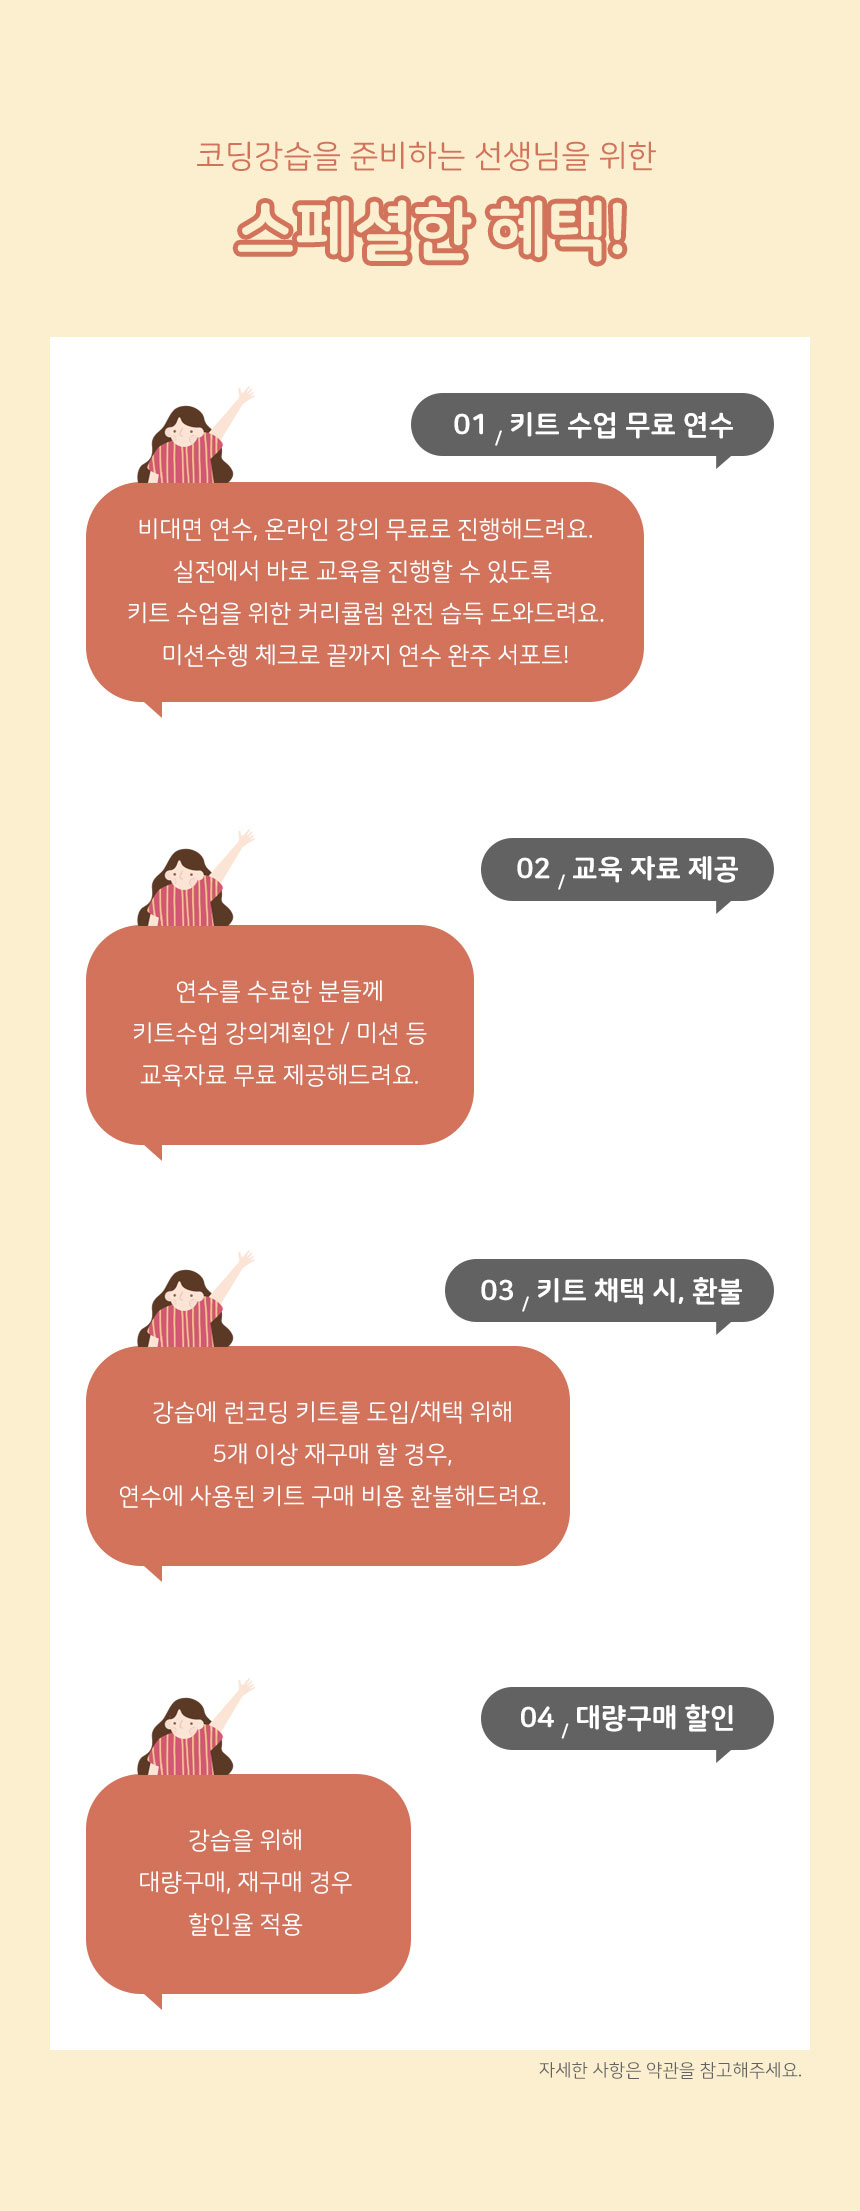 코딩강습을 준비하는 선생님을 위한
스페셜한 혜택!
01 / 키트 수업 무료 연수
비대면 연수, 온라인 강의 무료로 진행해드려요.
실전에서 바로 교육을 진행할 수 있도록
키트 수업을 위한 커리큘럼 완전 습득 도와드려요.
미션수행 체크로 끝까지 연수 완주 서포트!
02 / 교육 자료 제공
연수를 수료한 분들께
키트수업 강의계획안 / 미션 등
교육자료 무료 제공해드려요.
03 / 키트 채택 시, 환불
강습에 런코딩 키트를 도입/채택 위해
5개 이상 재구매 할 경우,
연수에 사용된 키트 구매 비용 환불해드려요.
04 / 대량구매 할인
강습을 위해
대량구매, 재구매 경우
할인율 적용
자세한 사항은 약관을 참고해주세요.